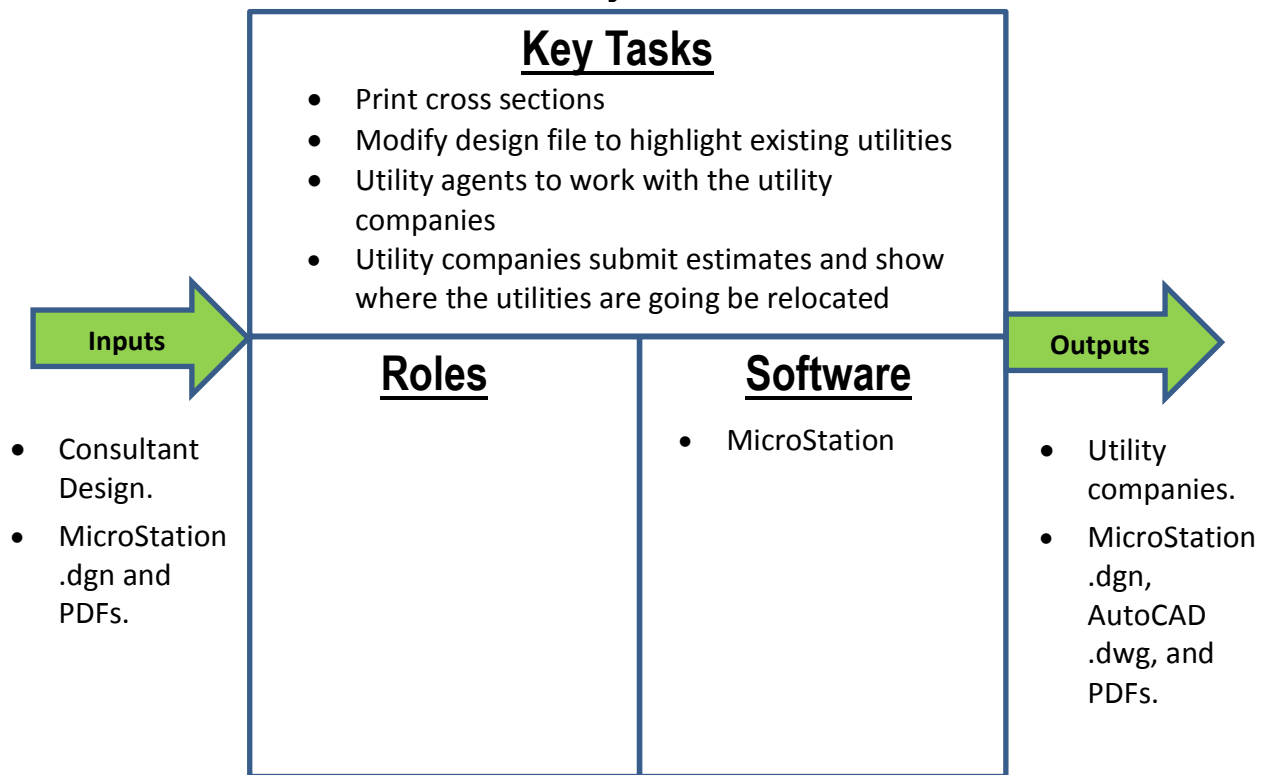 Key Tasks
• Print cross sections
• Modify design file to highlight existing utilities
• Utility agents to work with the utility
companies
• Utility companies submit estimates and show
where the utilities are going be relocated
Inputs
• Consultant
Design.
• MicroStation
.dgn and
PDFs.
Roles
Software
• MicroStation
Outputs
• Utility
companies.
• MicroStation
.dgn,
AutoCAD
.dwg, and
PDFs.